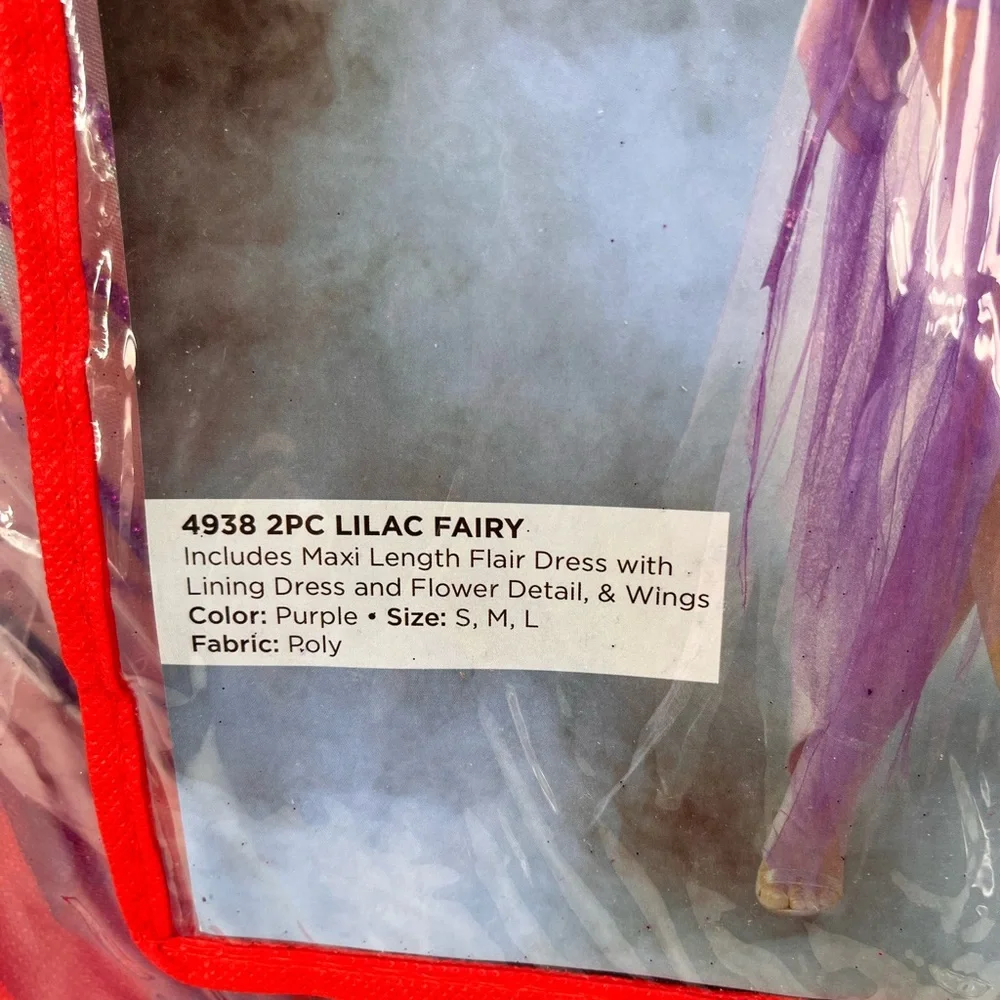 4938 2PC LILAC FAIRY
Includes Maxi Length Flair Dress with
Lining Dress and Flower Detail, & Wings
Color: Purple • Size: S, M, L
Fabric: Poly